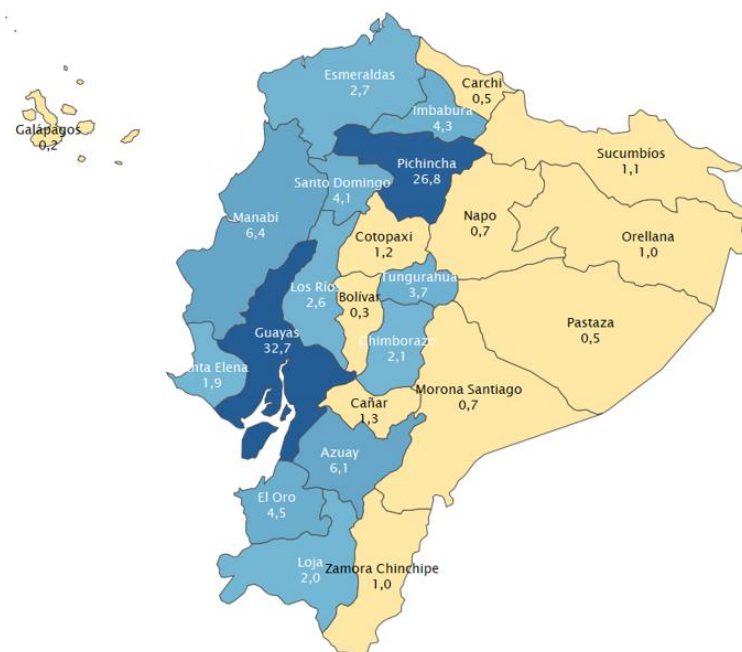 Esmeraldas
2,7
Carchi
0,5
Imbabura
4,3
Galápagos
0,2
Pichincha
26,8
Sucumbíos
1,1
Santo Domingo
4,1
Manabí
6,4
Napo
0,7
Orellana
1,0
Cotopaxi
1,2
Tungurahua
3,7
Los Ríos
2,6
Bolívar
0,3
Pastaza
0,5
Guayas
32,7
Chimborazo
2,1
nta Elena
1,9
Morona Santiago
0,7
Cañar
1,3
Azuay
6,1
El Oro
4,5
Loja
2,0
Zamora Chinchipe
1,0